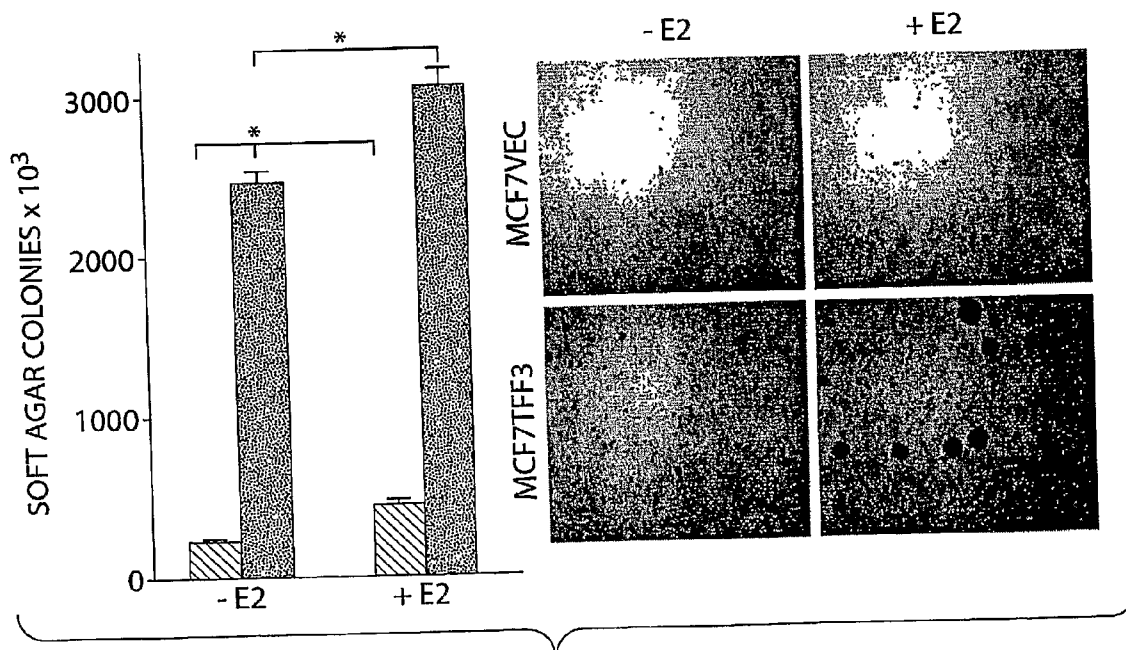 SOFT AGAR COLONIES x 10³
3000
2000
1000
0
*
*
- E2
+ E2
- E2
+ E2
MCF7VEC
MCF7TFF3